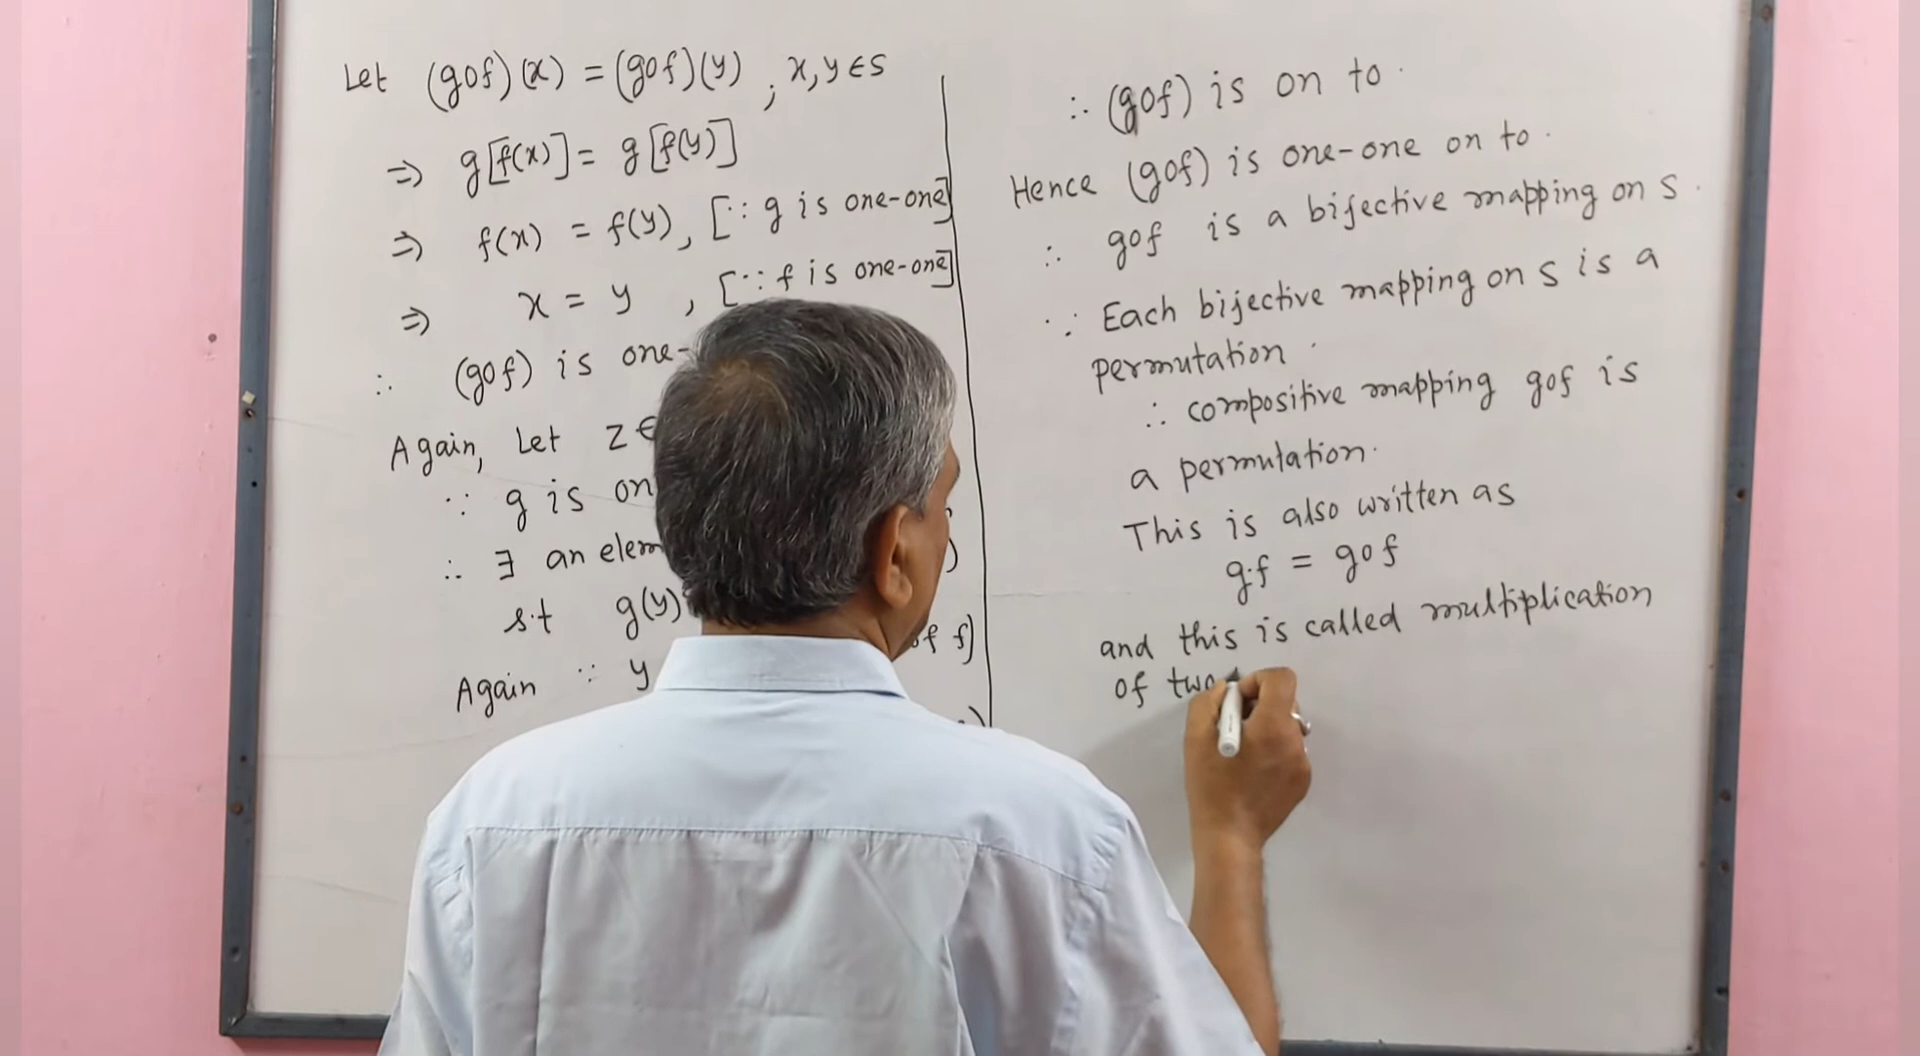 Let (gof)(x) = (gof)(y) , x,y ∈ S
⇒ g[f(x)] = g[f(y)]
⇒ f(x) = f(y), [∵ g is one-one]
⇒ x = y , [∵ f is one-one]
∴ (gof) is one-
Again, Let z ∈
∵ g is on
∴ ∃ an elem )
s.t g(y) of f)
Again ∵ y )
∴ (gof) is on to.
Hence (gof) is one-one on to.
∴ gof is a bijective mapping on S.
∵ Each bijective mapping on S is a
permutation.
∴ compositive mapping gof is
a permutation.
This is also written as
g.f = gof
and this is called multiplication
of two